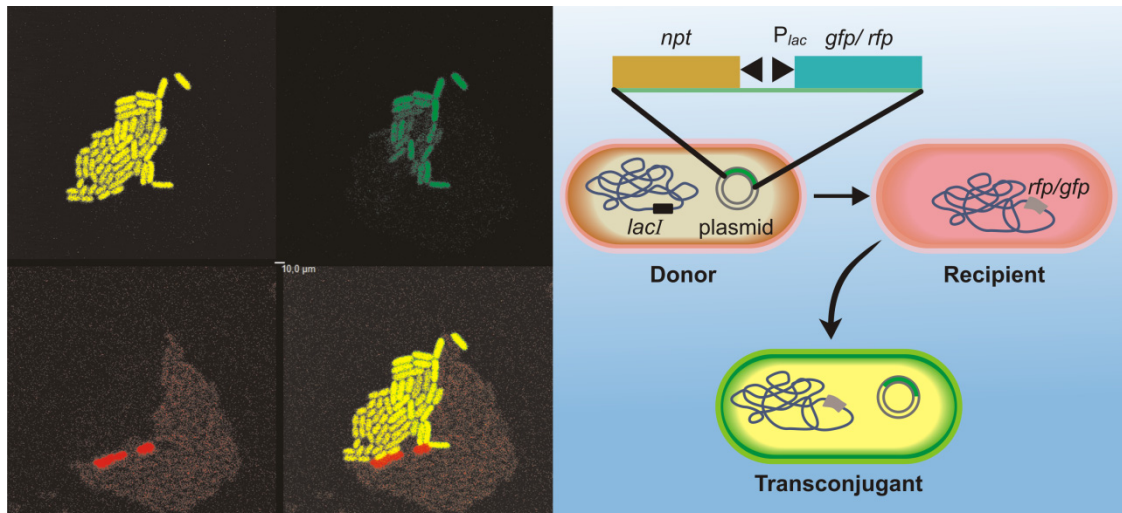 10,0 µm
npt
Plac
gfp/ rfp
rfp/gfp
lacI
plasmid
Donor
Recipient
Transconjugant